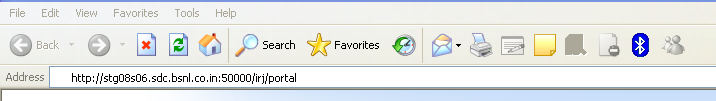 File Edit View Favorites Tools Help
Back Search Favorites
Address http://stg08s06.sdc.bsnl.co.in:50000/irj/portal